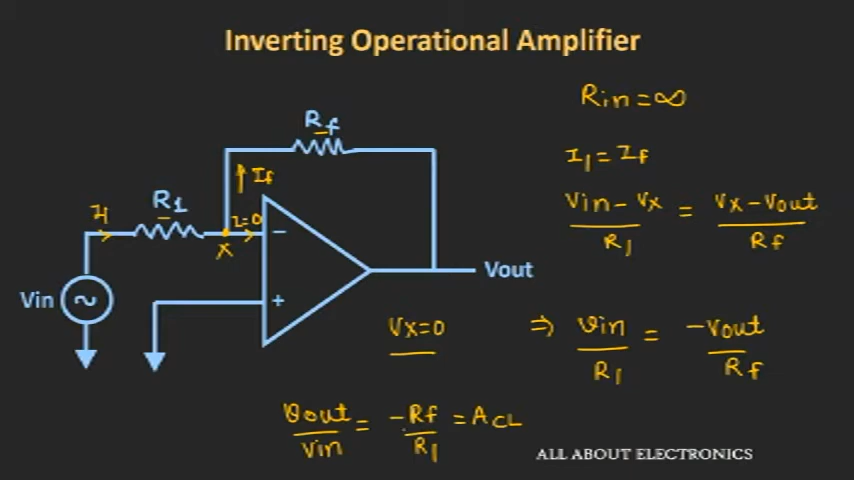 Inverting Operational Amplifier
Rin = ∞
Rf
I1 = If
If
R1
Vin - Vx / R1 = Vx - Vout / Rf
I1
I=0
X
−
Vout
Vin
+
Vx=0
⇒ Vin / R1 = -Vout / Rf
Vout / Vin = -Rf / R1 = ACL
ALL ABOUT ELECTRONICS